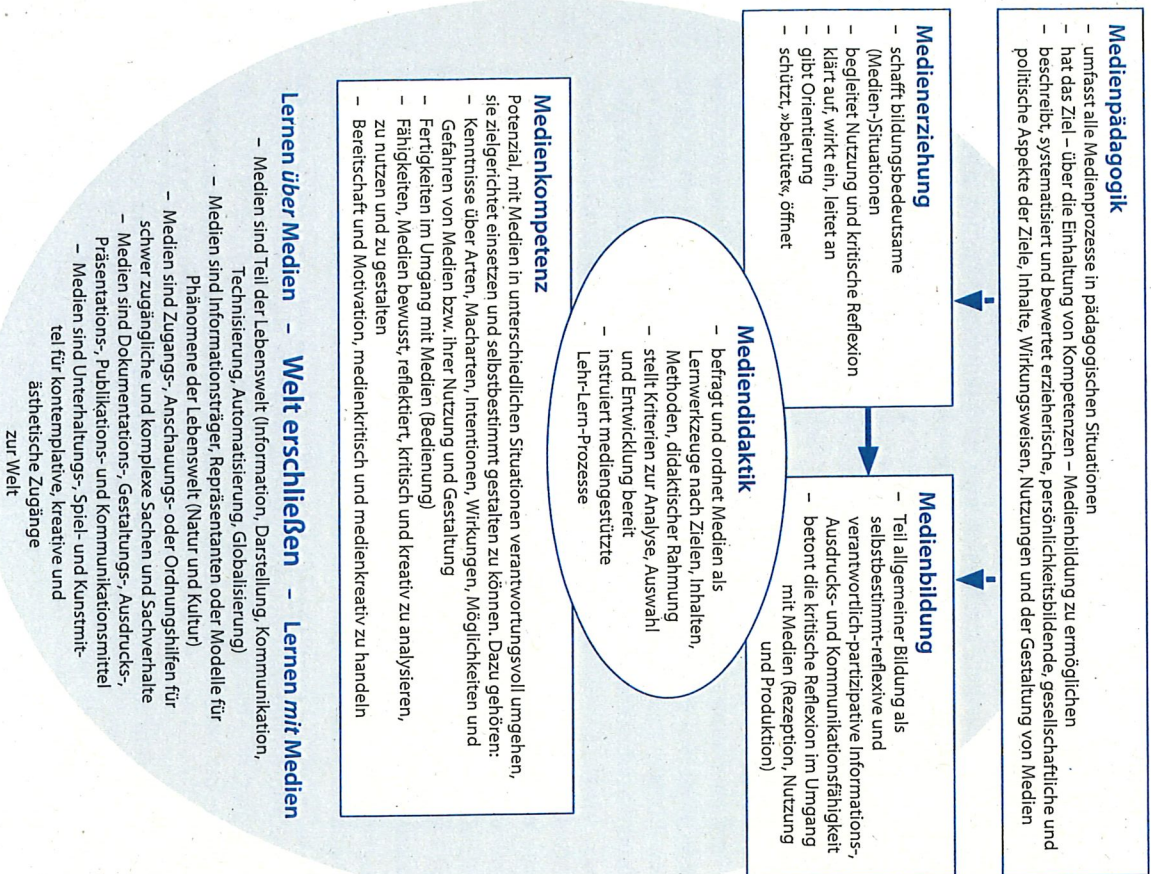 Medienpädagogik
– umfasst alle Medienprozesse in pädagogischen Situationen
– hat das Ziel – über die Einhaltung von Kompetenzen – Medienbildung zu ermöglichen
– beschreibt, systematisiert und bewertet erzieherische, persönlichkeitsbildende, gesellschaftliche und
politische Aspekte der Ziele, Inhalte, Wirkungsweisen, Nutzungen und der Gestaltung von Medien
Medienerziehung
– schafft bildungsbedeutsame
(Medien-)Situationen
– begleitet Nutzung und kritische Reflexion
– klärt auf, wirkt ein, leitet an
– gibt Orientierung
– schützt, »behütet«, öffnet
Medienbildung
– Teil allgemeiner Bildung als
selbstbestimmt-reflexive und
verantwortlich-partizipative Informations-,
Ausdrucks- und Kommunikationsfähigkeit
– betont die kritische Reflexion im Umgang
mit Medien (Rezeption, Nutzung
und Produktion)
Mediendidaktik
– befragt und ordnet Medien als
Lernwerkzeuge nach Zielen, Inhalten,
Methoden, didaktischer Rahmung
– stellt Kriterien zur Analyse, Auswahl
und Entwicklung bereit
– instruiert mediengestützte
Lehr-Lern-Prozesse
Medienkompetenz
Potenzial, mit Medien in unterschiedlichen Situationen verantwortungsvoll umgehen,
sie zielgerichtet einsetzen und selbstbestimmt gestalten zu können. Dazu gehören:
– Kenntnisse über Arten, Macharten, Intentionen, Wirkungen, Möglichkeiten und
Gefahren von Medien bzw. ihrer Nutzung und Gestaltung
– Fertigkeiten im Umgang mit Medien (Bedienung)
– Fähigkeiten, Medien bewusst, reflektiert, kritisch und kreativ zu analysieren,
zu nutzen und zu gestalten
– Bereitschaft und Motivation, medienkritisch und medienkreativ zu handeln
Lernen über Medien – Welt erschließen – Lernen mit Medien
– Medien sind Teil der Lebenswelt (Information, Darstellung, Kommunikation,
Technisierung, Automatisierung, Globalisierung)
– Medien sind Informationsträger, Repräsentanten oder Modelle für
Phänomene der Lebenswelt (Natur und Kultur)
– Medien sind Zugangs-, Anschauungs- oder Ordnungshilfen für
schwer zugängliche und komplexe Sachen und Sachverhalte
– Medien sind Dokumentations-, Gestaltungs-, Ausdrucks-,
Präsentations-, Publikations- und Kommunikationsmittel
– Medien sind Unterhaltungs-, Spiel- und Kunstmit-
tel für kontemplative, kreative und
ästhetische Zugänge
zur Welt